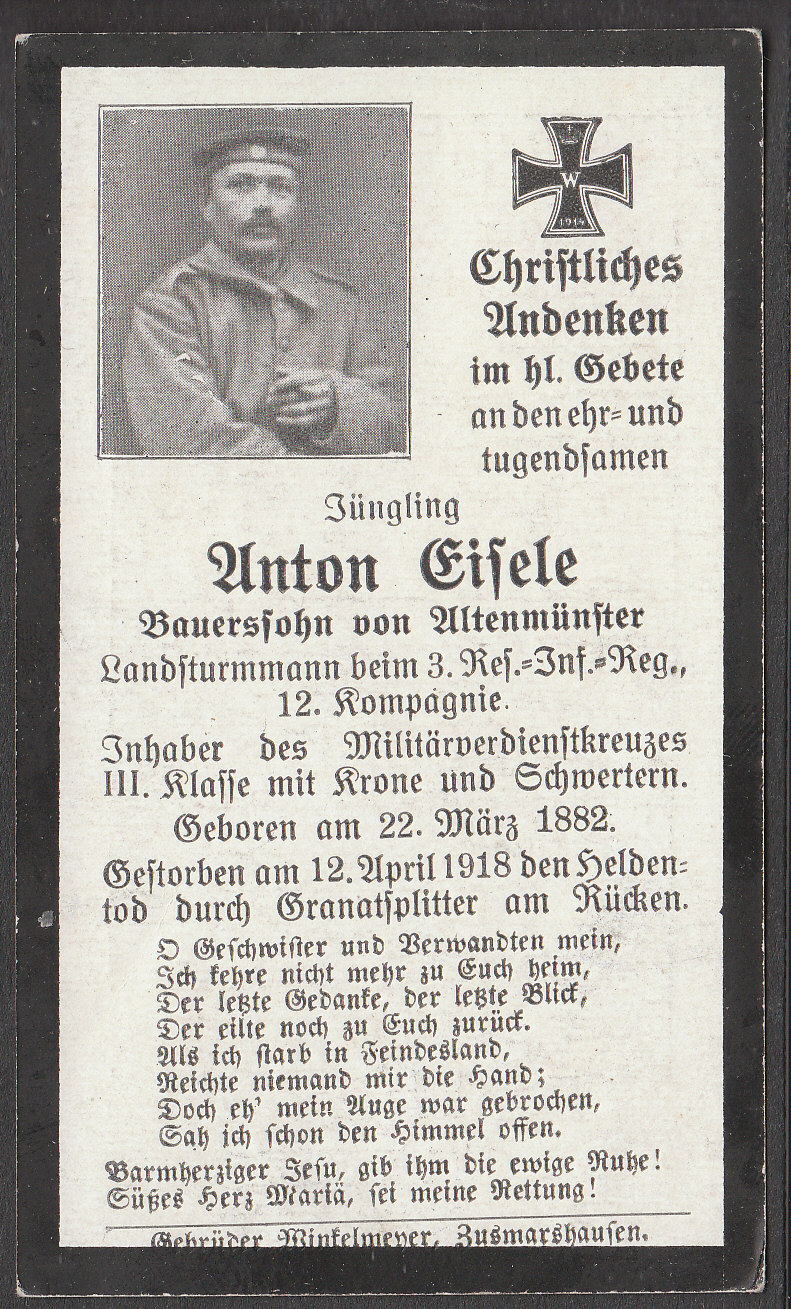 W
1914
Christliches
Andenken
im hl. Gebete
an den ehr- und
tugendsamen
Jüngling
Anton Eisele
Bauerssohn von Altenmünster
Landsturmmann beim 3. Res.-Inf.-Reg.,
12. Kompagnie.
Inhaber des Militärverdienstkreuzes
III. Klasse mit Krone und Schwertern.
Geboren am 22. März 1882.
Gestorben am 12. April 1918 den Helden-
tod durch Granatsplitter am Rücken.
O Geschwister und Verwandten mein,
Ich kehre nicht mehr zu Euch heim,
Der letzte Gedanke, der letzte Blick,
Der eilte noch zu Euch zurück.
Als ich starb in Feindesland,
Reichte niemand mir die Hand;
Doch eh' mein Auge war gebrochen,
Sah ich schon den Himmel offen.
Barmherziger Jesu, gib ihm die ewige Ruhe!
Süßes Herz Mariä, sei meine Rettung!
Gebrüder Winkelmeyer, Zusmarshausen.